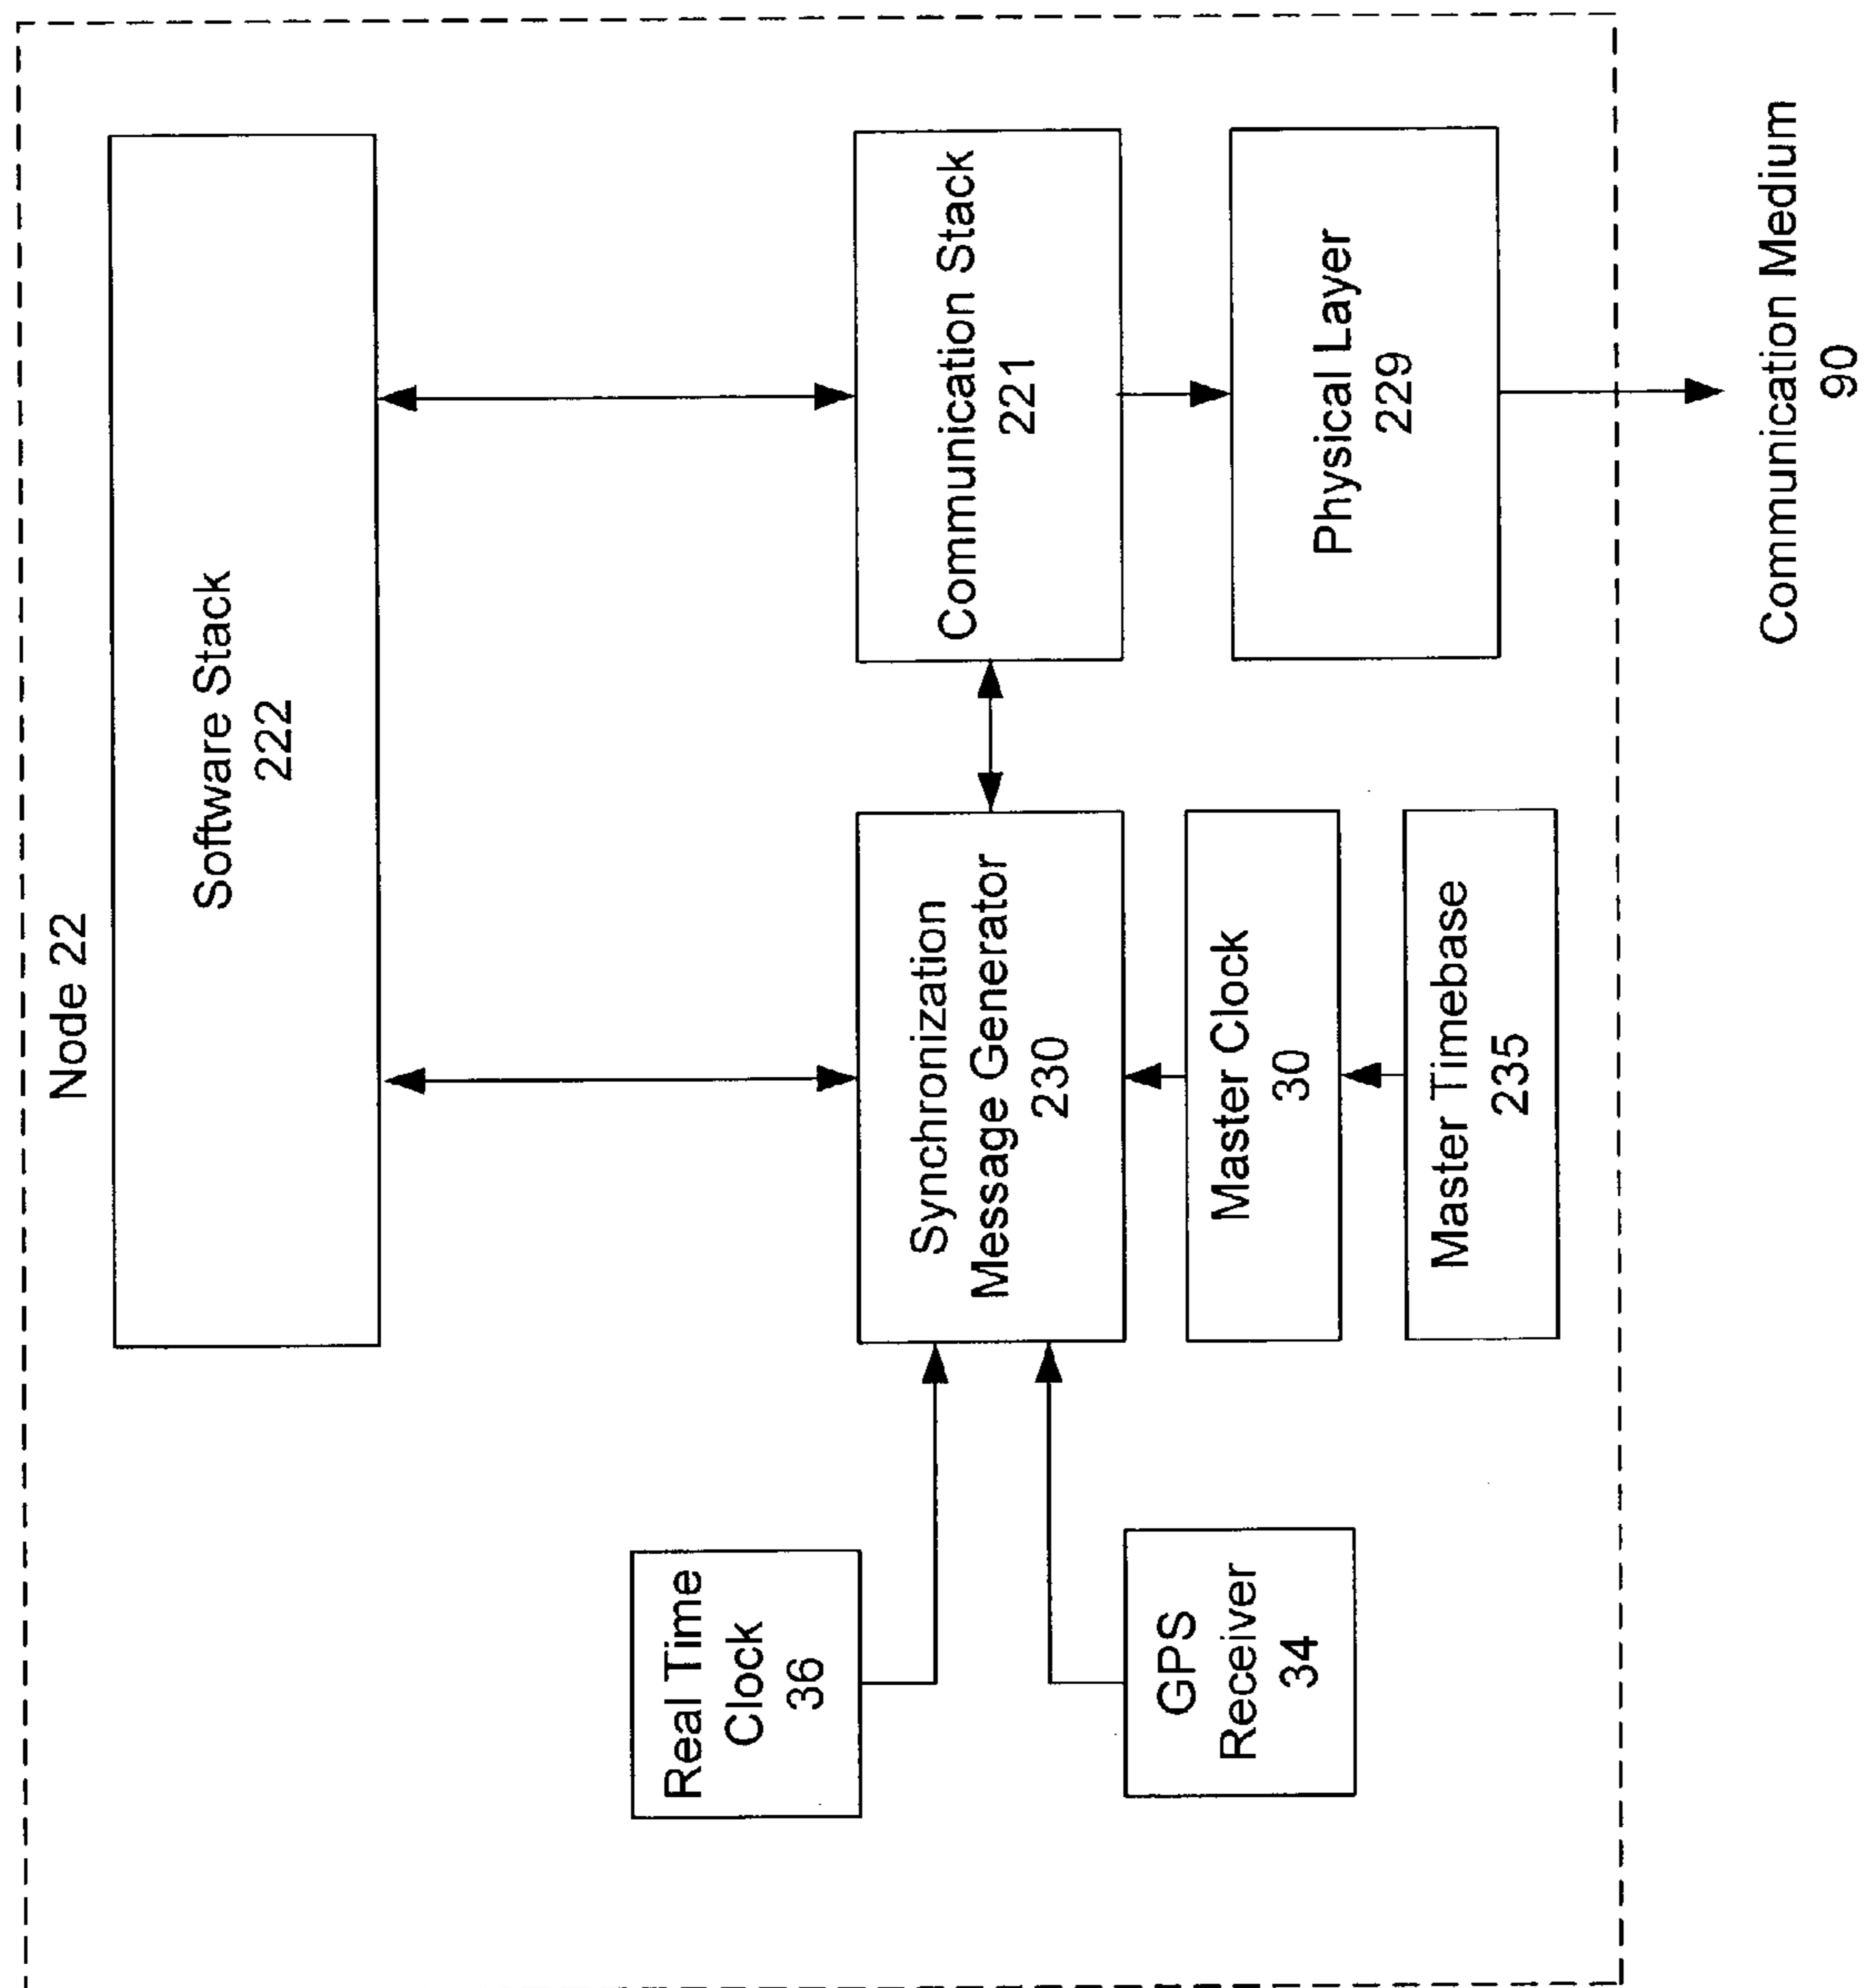 Node 22
Software Stack
222
Real Time
Clock
36
GPS
Receiver
34
Synchronization
Message Generator
230
Communication Stack
221
Master Clock
30
Master Timebase
235
Physical Layer
229
Communication Medium
90